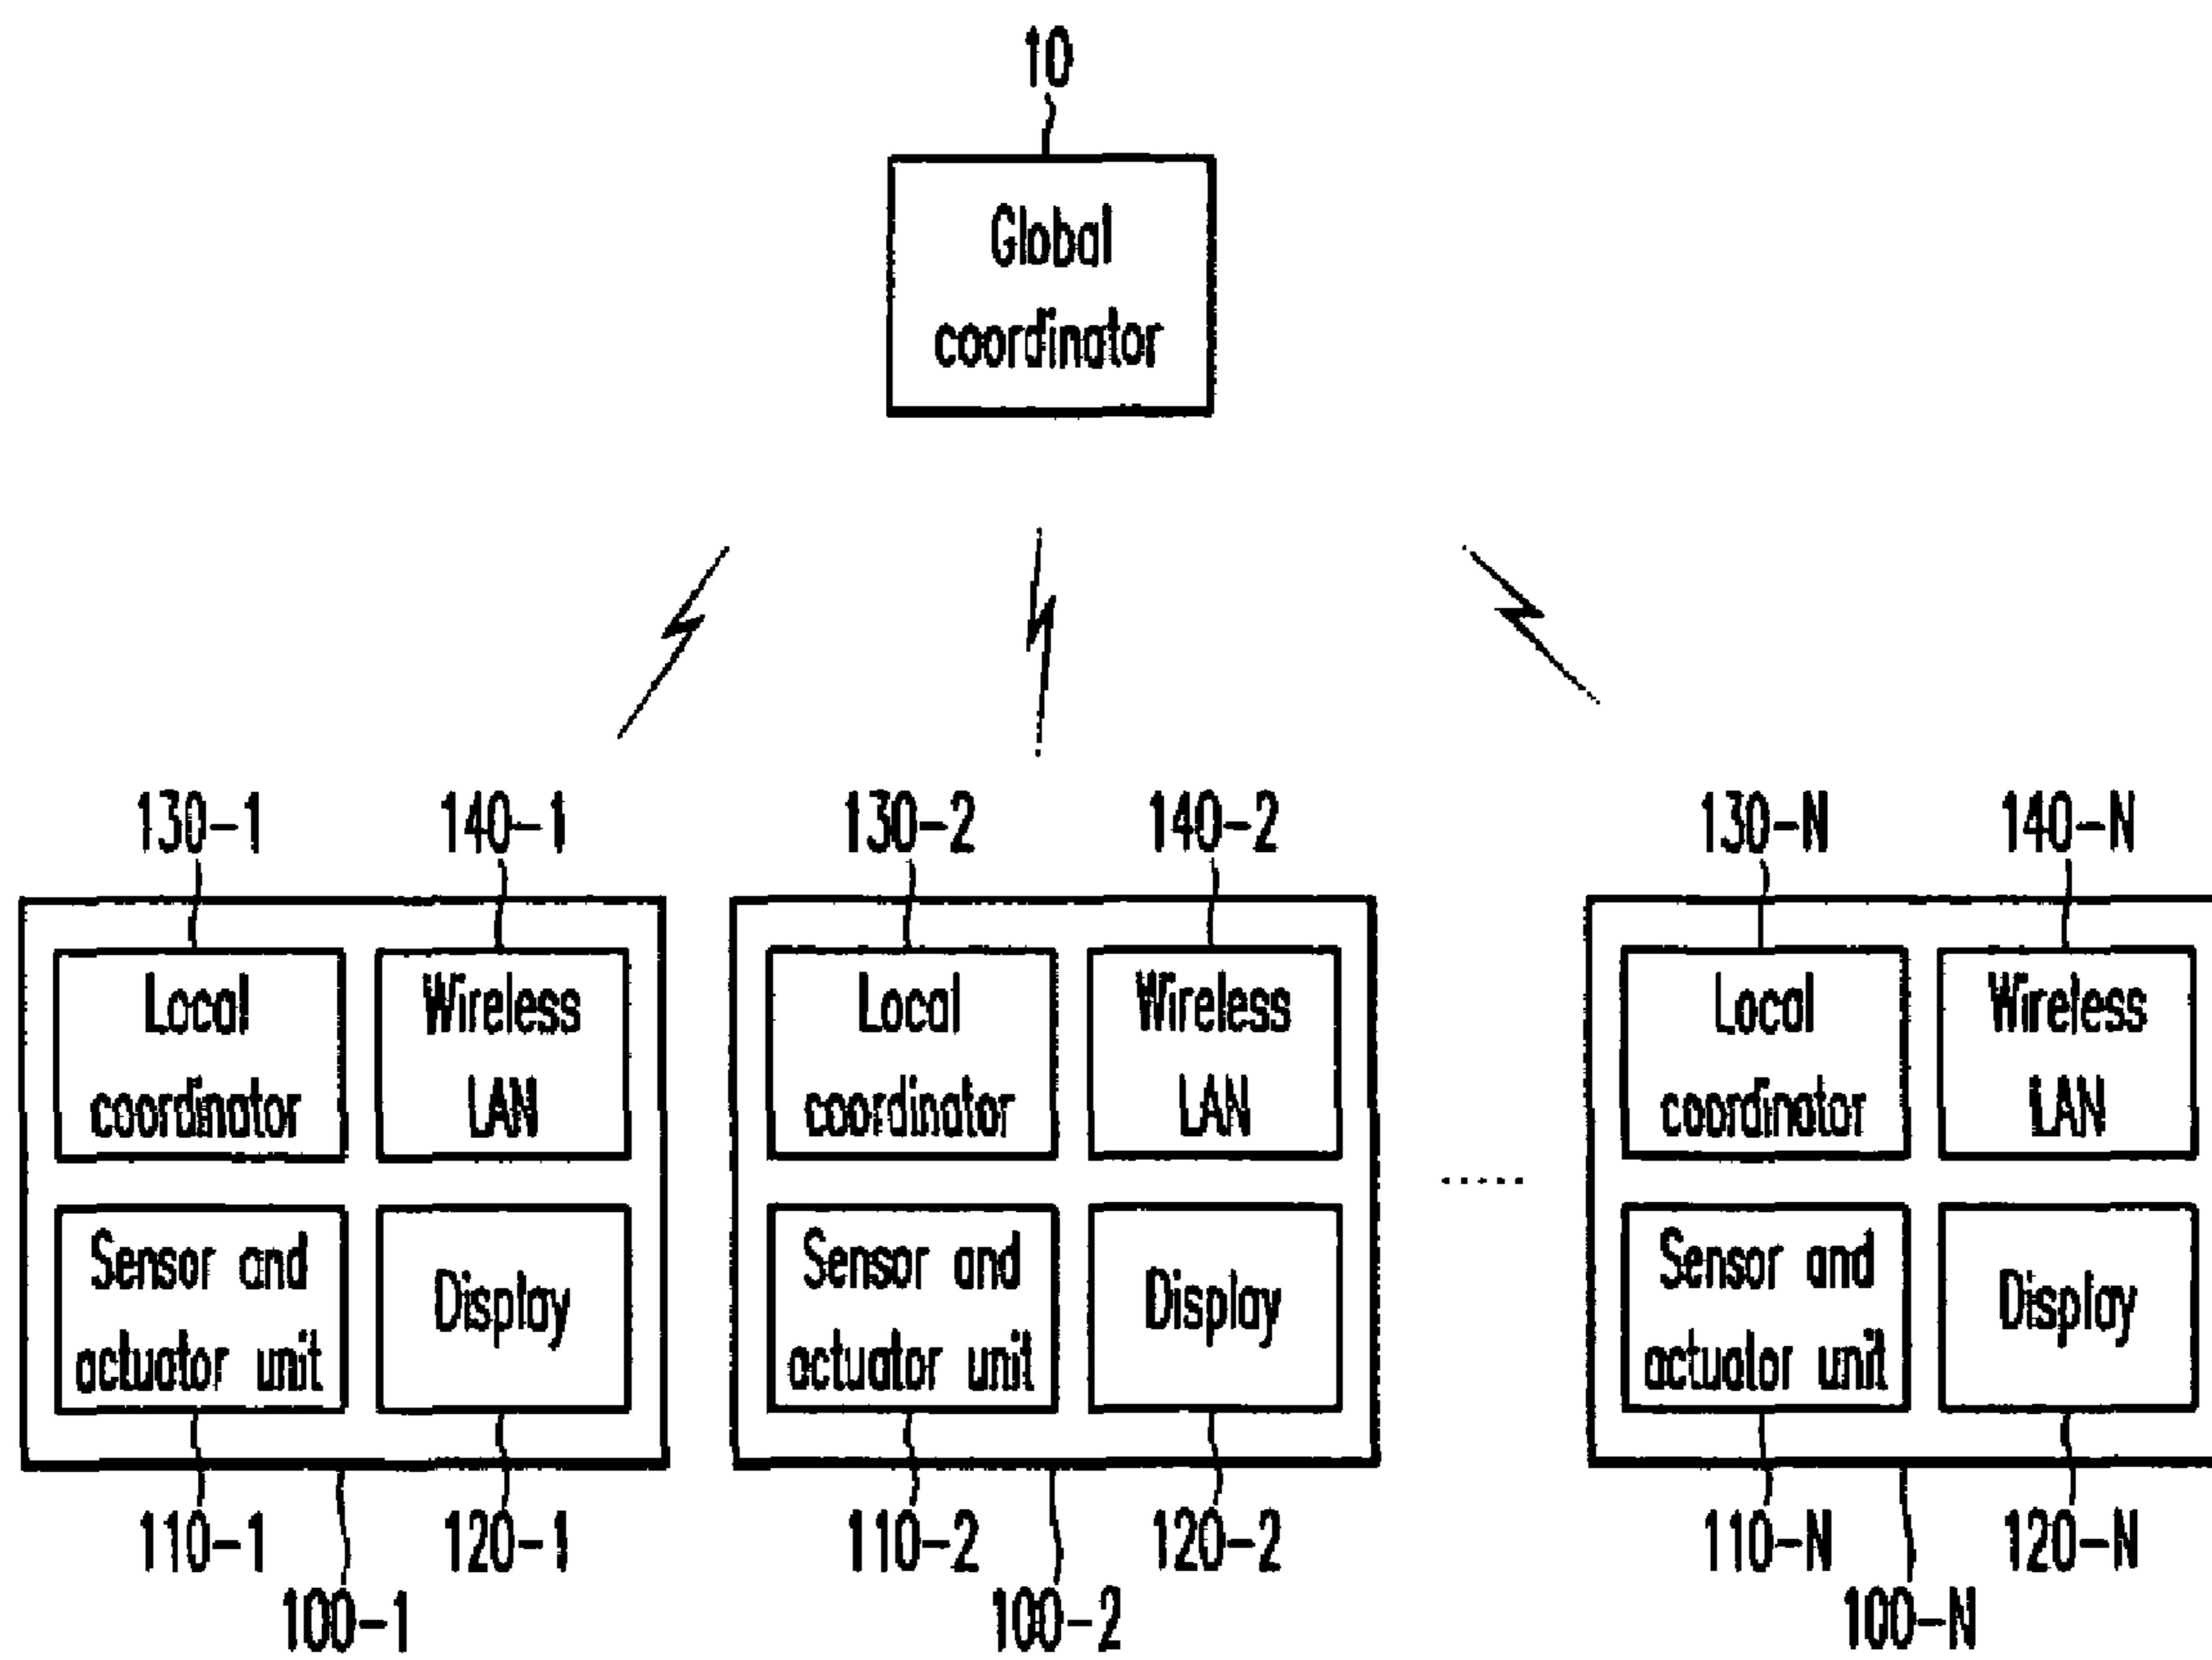 10
Global
coordinator
130-1 140-1 130-2 140-2 130-N 140-N
Local
coordinator
Wireless
LAN
Local
coordinator
Wireless
LAN
Local
coordinator
Wireless
LAN
Sensor and
actuator unit
Display
Sensor and
actuator unit
Display
.....
Sensor and
actuator unit
Display
110-1 120-1 110-2 120-2 110-N 120-N
100-1 100-2 100-N